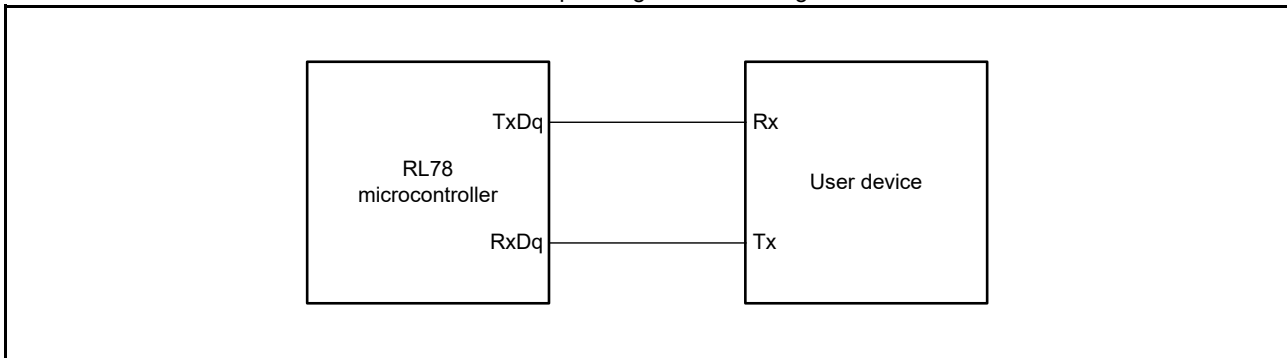 TxDq
Rx
RL78
microcontroller
User device
RxDq
Tx